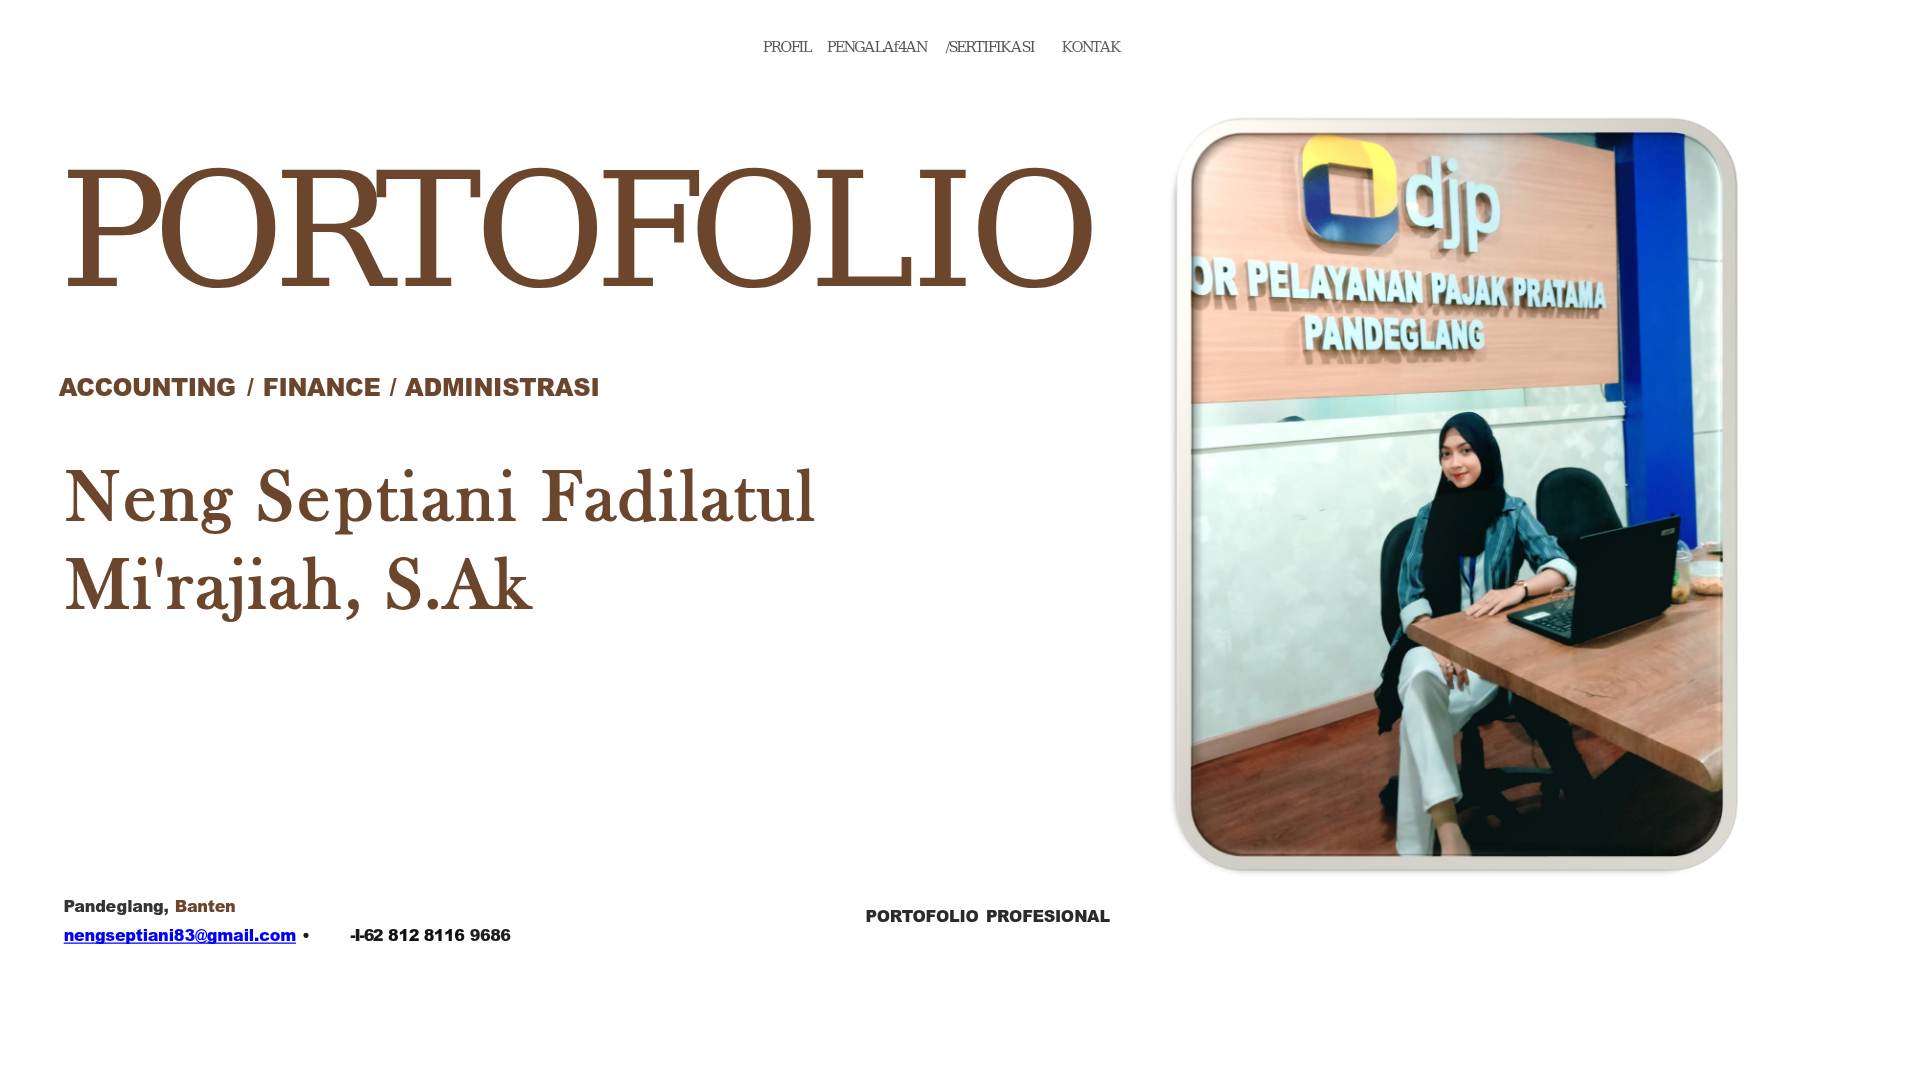 PROFIL PENGALAf4AN /SERTIFIKASI KONTAK
PORTOFOLIO
ACCOUNTING / FINANCE / ADMINISTRASI
Neng Septiani Fadilatul
Mi'rajiah, S.Ak
djp
OR PELAYANAN PAJAK PRATAMA
PANDEGLANG
Pandeglang, Banten
nengseptiani83@gmail.com • -I-62 812 8116 9686
PORTOFOLIO PROFESIONAL